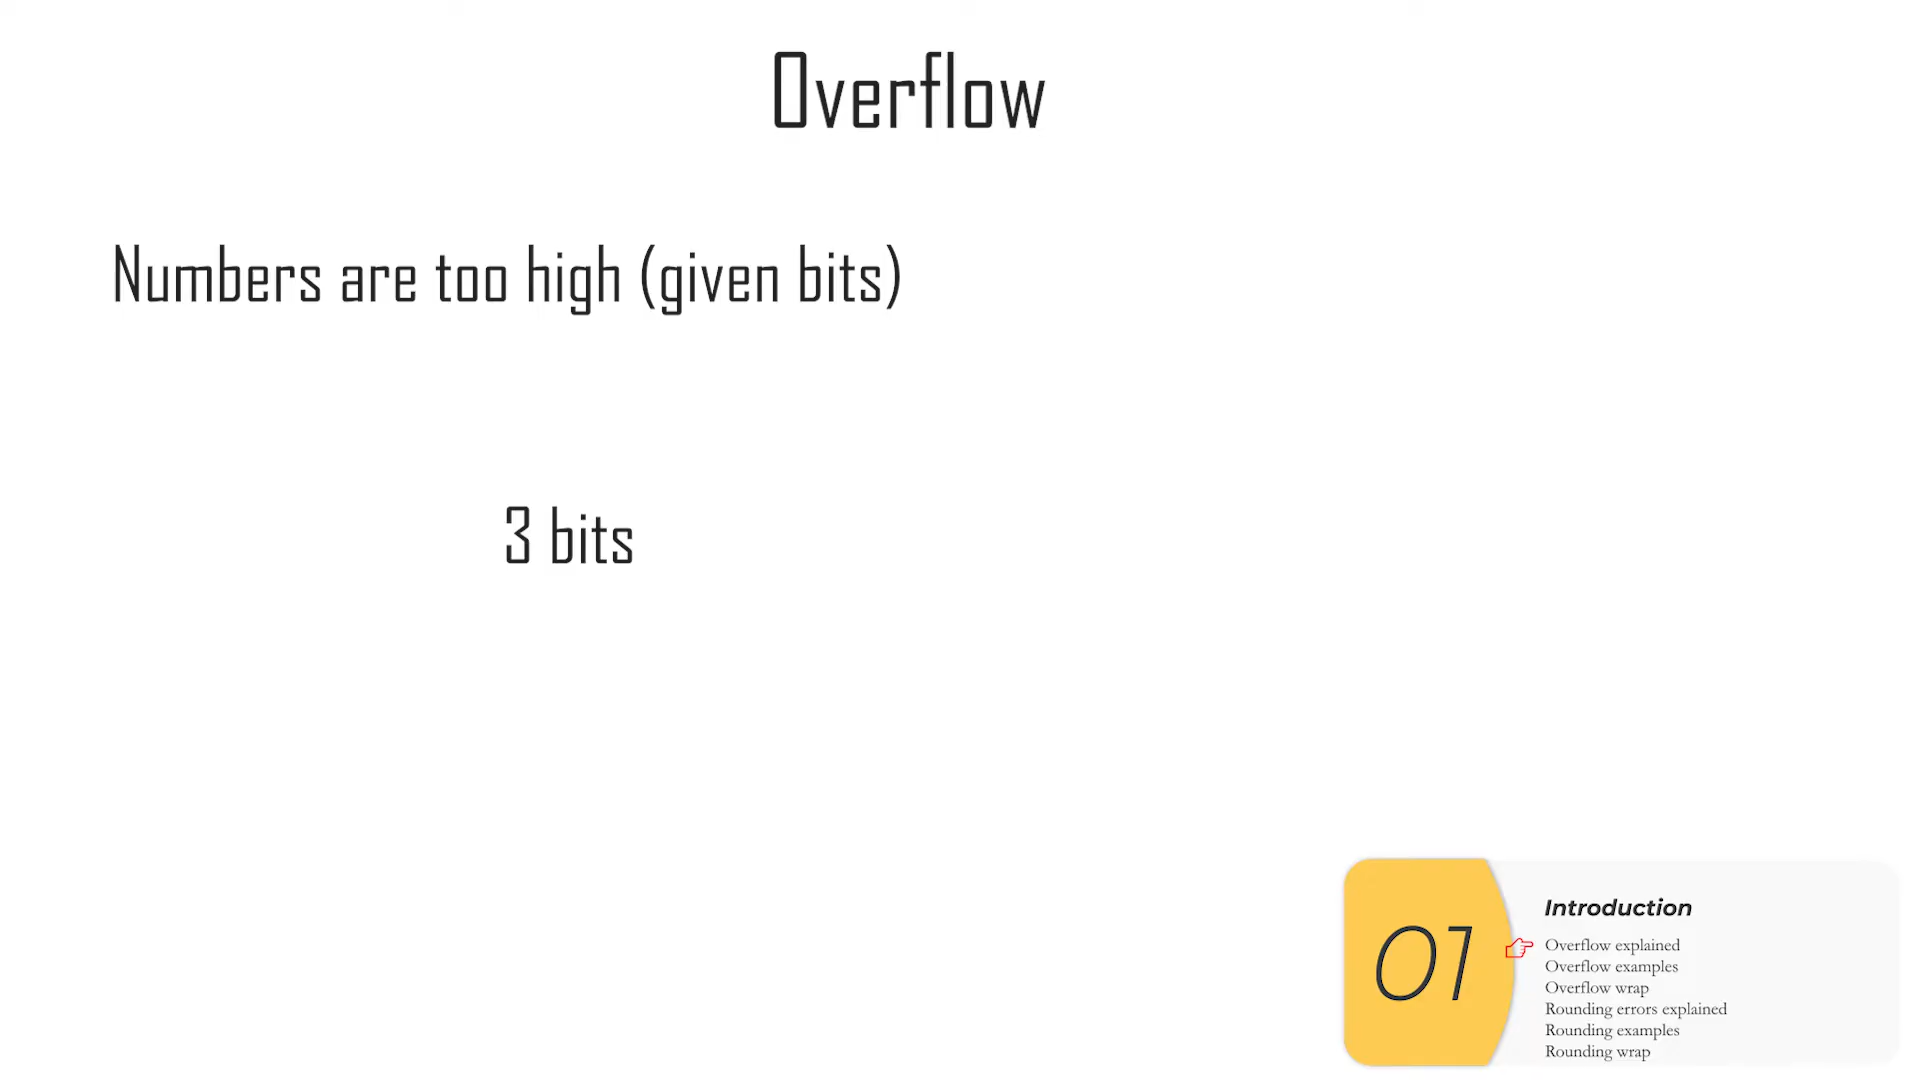 Overflow
Numbers are too high (given bits)
3 bits
01
Introduction
Overflow explained
Overflow examples
Overflow wrap
Rounding errors explained
Rounding examples
Rounding wrap